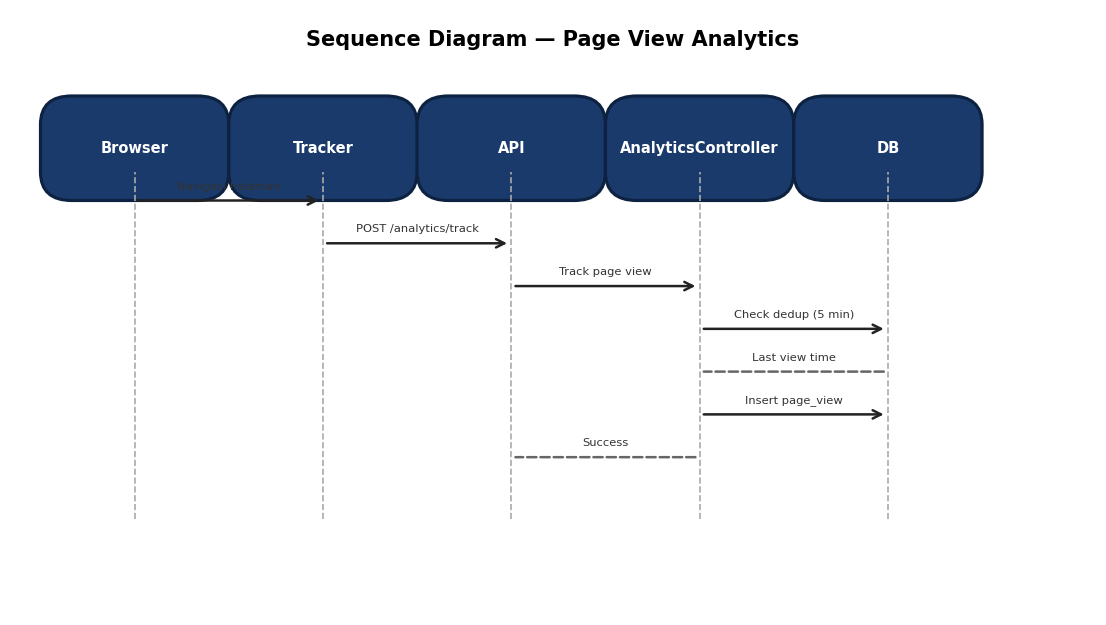 Sequence Diagram — Page View Analytics
Browser
Tracker
API
AnalyticsController
DB
POST /analytics/track
Track page view
Check dedup (5 min)
Last view time
Insert page_view
Success